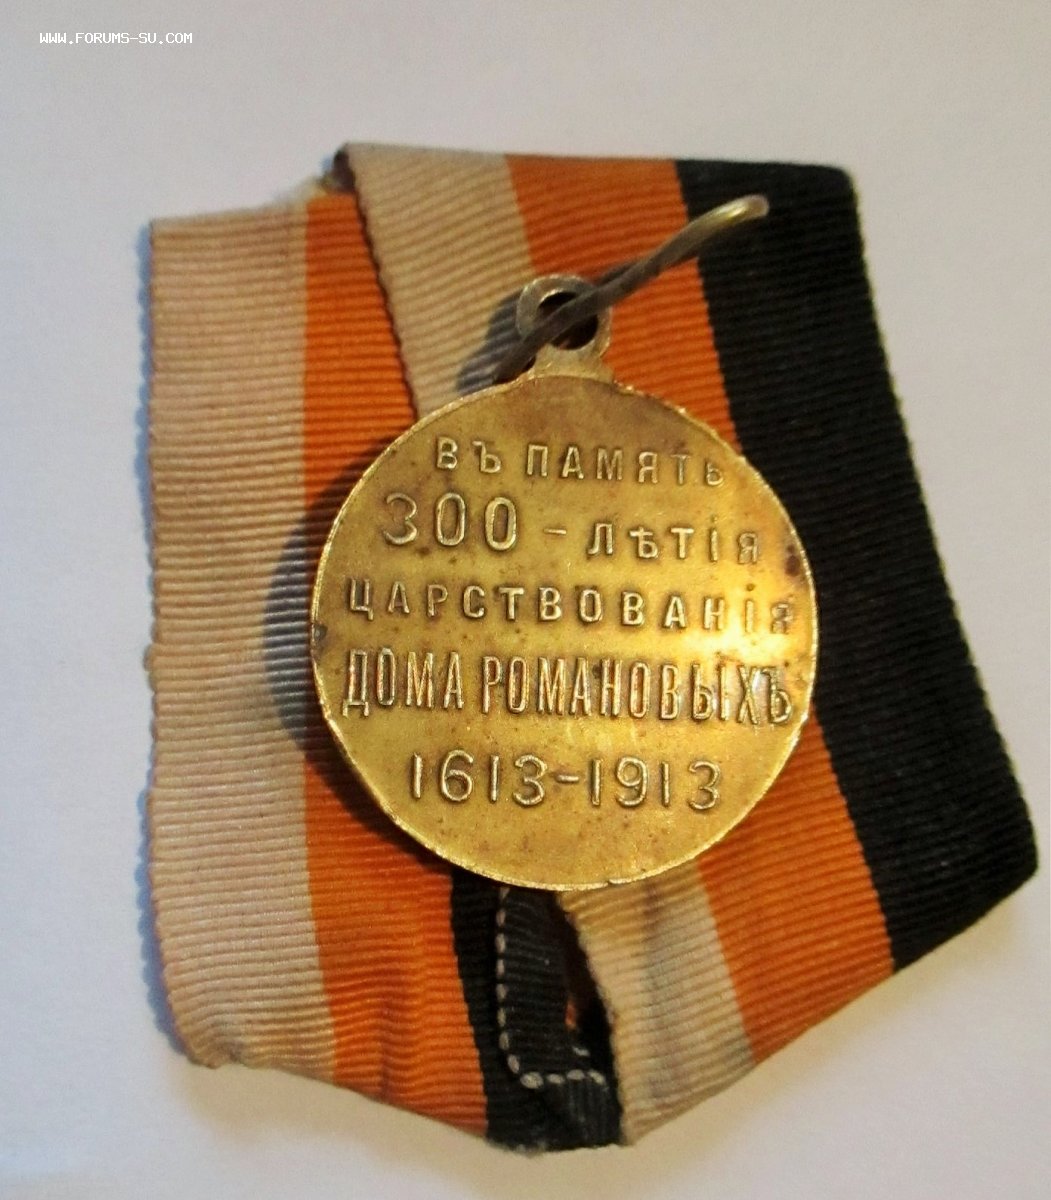 WWW.FORUMS-SU.COM
ВЪ ПАМЯТЬ
300-ЛѢТІЯ
ЦАРСТВОВАНІЯ
ДОМА РОМАНОВЫХЪ
1613-1913